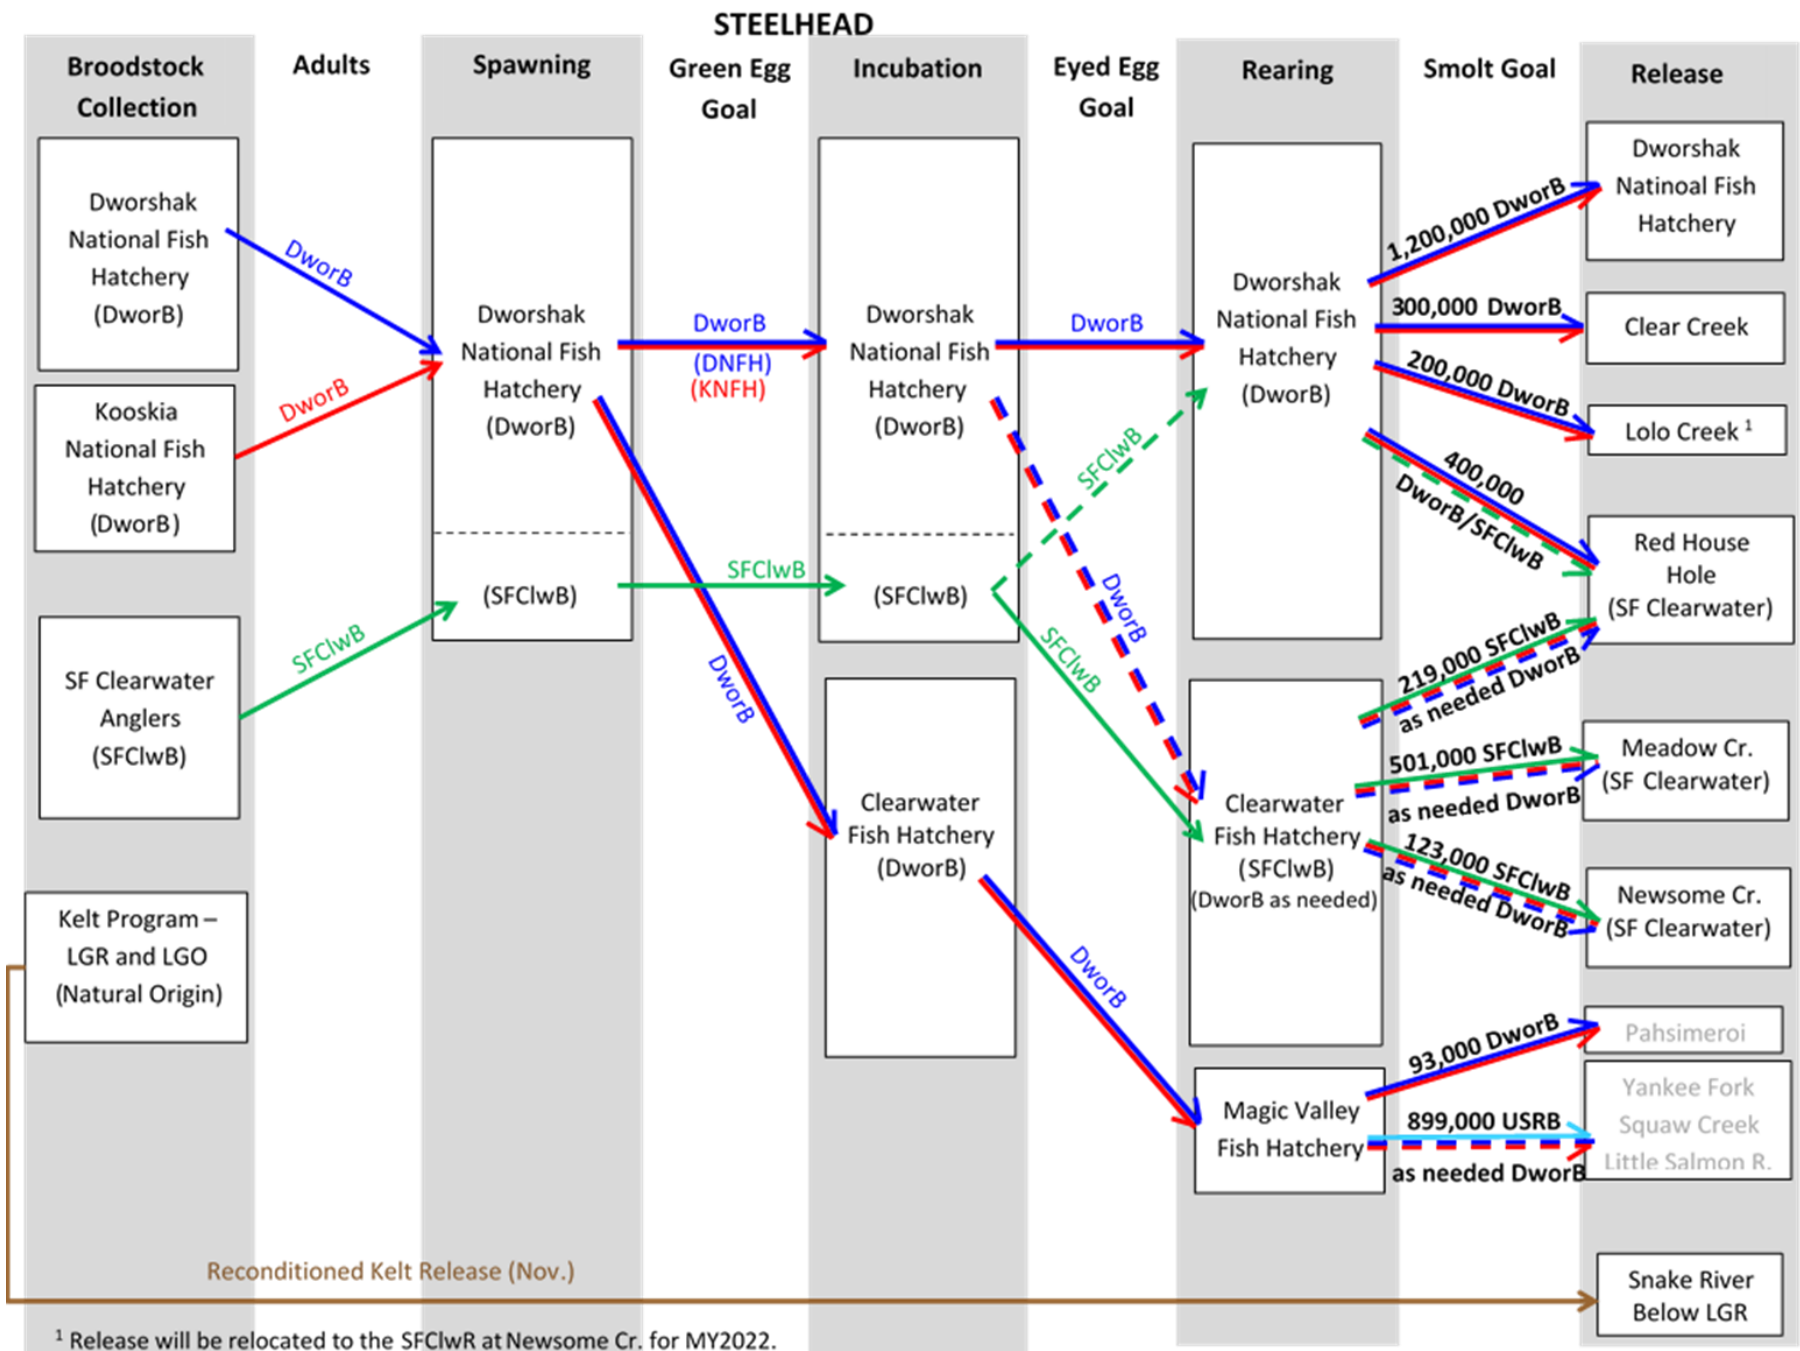 STEELHEAD
Broodstock
Collection
Adults
Spawning
Green Egg
Goal
Incubation
Eyed Egg
Goal
Rearing
Smolt Goal
Release
Dworshak
National Fish
Hatchery
(DworB)
Kooskia
National Fish
Hatchery
(DworB)
SF Clearwater
Anglers
(SFClwB)
Kelt Program –
LGR and LGO
(Natural Origin)
DworB
DworB
SFClwB
Dworshak
National Fish
Hatchery
(DworB)
(SFClwB)
DworB
(DNFH)
(KNFH)
SFClwB
DworB
Dworshak
National Fish
Hatchery
(DworB)
(SFClwB)
Clearwater
Fish Hatchery
(DworB)
DworB
SFClwB
DworB
SFClwB
DworB
Dworshak
National Fish
Hatchery
(DworB)
Clearwater
Fish Hatchery
(SFClwB)
(DworB as needed)
Magic Valley
Fish Hatchery
1,200,000 DworB
300,000 DworB
200,000 DworB
400,000
DworB/SFClwB
219,000 SFClwB
as needed DworB
501,000 SFClwB
as needed DworB
123,000 SFClwB
as needed DworB
93,000 DworB
899,000 USRB
as needed DworB
Dworshak
Natinoal Fish
Hatchery
Clear Creek
Lolo Creek 1
Red House
Hole
(SF Clearwater)
Meadow Cr.
(SF Clearwater)
Newsome Cr.
(SF Clearwater)
Pahsimeroi
Yankee Fork
Squaw Creek
Little Salmon R.
Snake River
Below LGR
Reconditioned Kelt Release (Nov.)
1 Release will be relocated to the SFClwR at Newsome Cr. for MY2022.